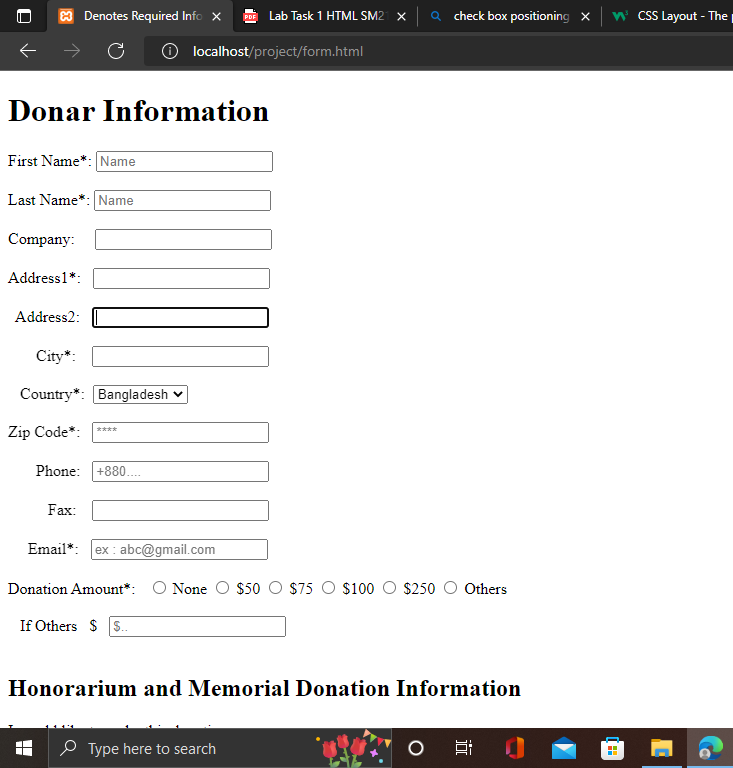 Denotes Required Info
PDF
Lab Task 1 HTML SM2
check box positioning
CSS Layout - The
localhost/project/form.html
Donar Information
First Name*: Name
Last Name*: Name
Company:
Address1*:
Address2:
City*:
Country*: Bangladesh
Zip Code*: ****
Phone: +880....
Fax:
Email*: ex : abc@gmail.com
Donation Amount*: None $50 $75 $100 $250 Others
If Others $ $..
Honorarium and Memorial Donation Information
Type here to search